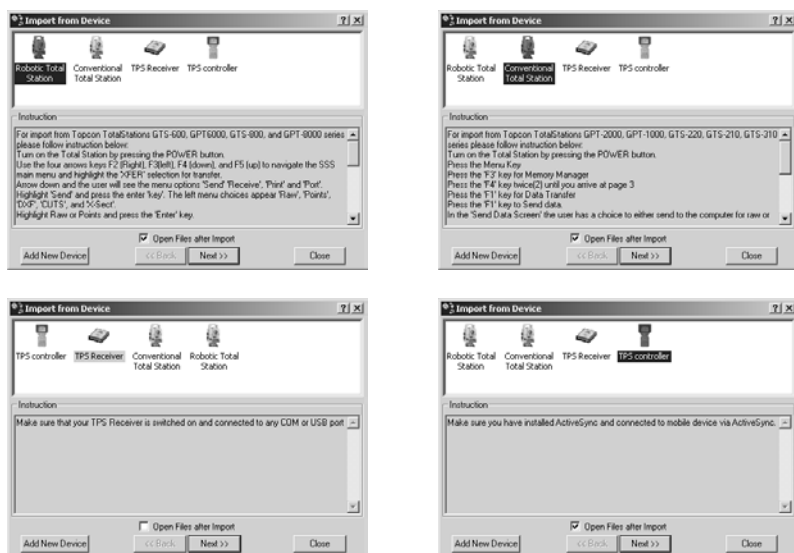 Import from Device
Robotic Total Station
Conventional Total Station
TPS Receiver
TPS controller
Instruction
For import from Topcon TotalStations GTS-600, GPT6000, GTS-800, and GPT-8000 series
please follow instruction below:
Turn on the Total Station by pressing the POWER button.
Use the four arrows keys F2 (Right), F3(left), F4 (down), and F5 (up) to navigate the SSS
main menu and highlight the 'XFER' selection for transfer.
Arrow down and the user will see the menu options 'Send' 'Receive', 'Print' and 'Port'.
Highlight 'Send' and press the enter 'key'. The left menu choices appear 'Raw', 'Points',
'DXF', 'CUTS', and 'X-Sect'.
Highlight Raw or Points and press the 'Enter' key.
Open Files after Import
Add New Device
<< Back
Next >>
Close
Import from Device
Robotic Total Station
Conventional Total Station
TPS Receiver
TPS controller
Instruction
For import from Topcon TotalStations GPT-2000, GPT-1000, GTS-220, GTS-210, GTS-310
series please follow instruction below:
Turn on the Total Station by pressing the POWER button.
Press the Menu Key
Press the 'F3' key for Memory Manager
Press the 'F4' key twice(2) until you arrive at page 3
Press the 'F1' key for Data Transfer
Press the 'F1' key to Send data.
In the 'Send Data Screen' the user has a choice to either send to the computer for raw or
Open Files after Import
Add New Device
<< Back
Next >>
Close
Import from Device
TPS controller
TPS Receiver
Conventional Total Station
Robotic Total Station
Instruction
Make sure that your TPS Receiver is switched on and connected to any COM or USB port
Open Files after Import
Add New Device
<< Back
Next >>
Close
Import from Device
Robotic Total Station
Conventional Total Station
TPS Receiver
TPS controller
Instruction
Make sure you have installed ActiveSync and connected to mobile device via ActiveSync.
Open Files after Import
Add New Device
<< Back
Next >>
Close